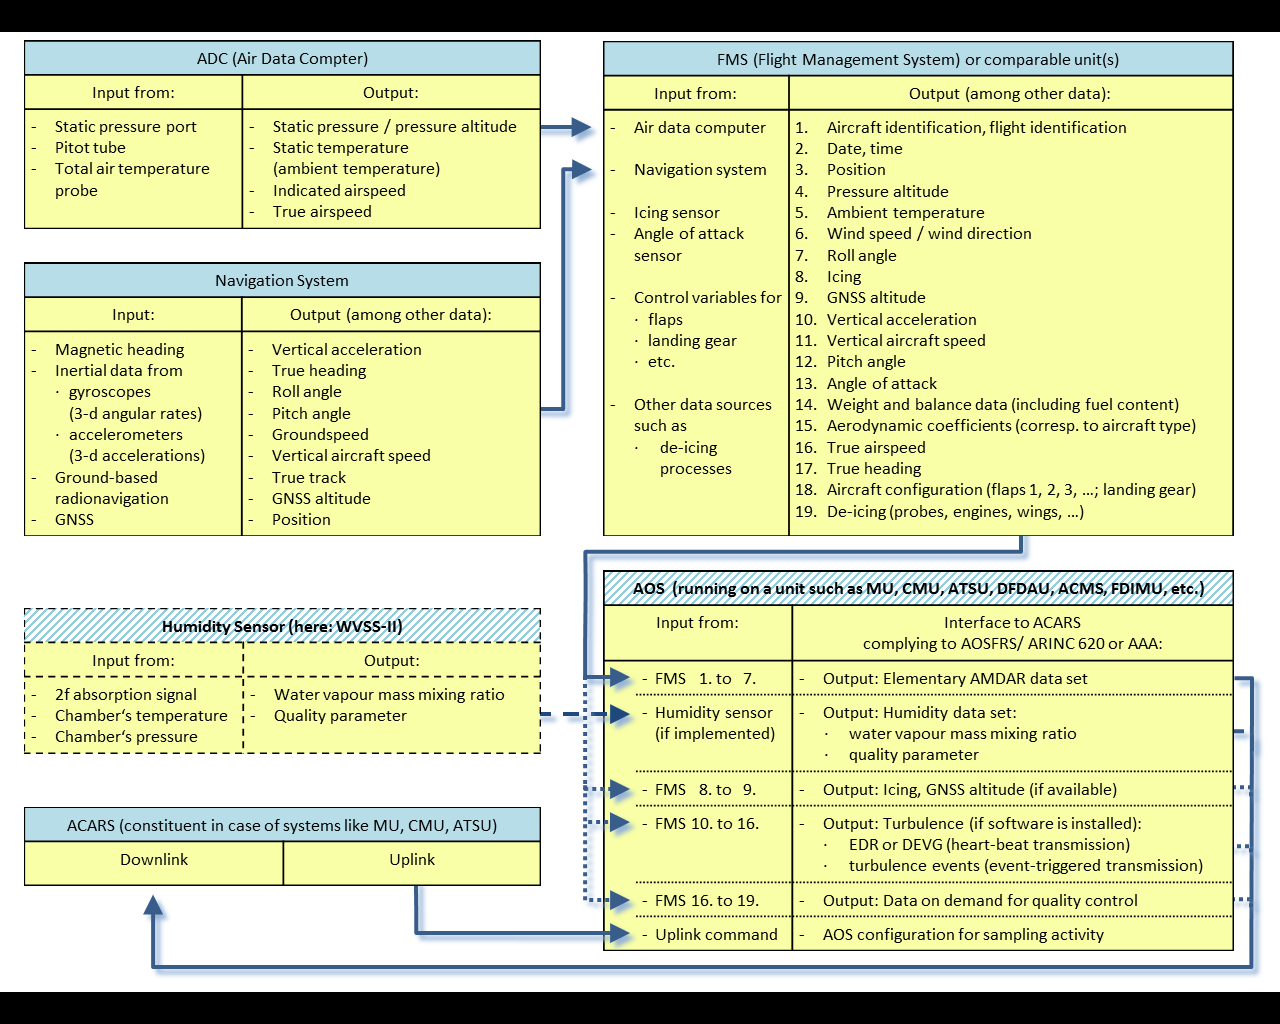 ADC (Air Data Compter)
Input from:
Output:
- Static pressure port
- Pitot tube
- Total air temperature
probe
- Static pressure / pressure altitude
- Static temperature
(ambient temperature)
- Indicated airspeed
- True airspeed
Navigation System
Input:
Output (among other data):
- Magnetic heading
- Inertial data from
· gyroscopes
(3-d angular rates)
· accelerometers
(3-d accelerations)
- Ground-based
radionavigation
- GNSS
- Vertical acceleration
- True heading
- Roll angle
- Pitch angle
- Groundspeed
- Vertical aircraft speed
- True track
- GNSS altitude
- Position
Humidity Sensor (here: WVSS-II)
Input from:
Output:
- 2f absorption signal
- Chamber‘s temperature
- Chamber‘s pressure
- Water vapour mass mixing ratio
- Quality parameter
ACARS (constituent in case of systems like MU, CMU, ATSU)
Downlink
Uplink
FMS (Flight Management System) or comparable unit(s)
Input from:
Output (among other data):
- Air data computer
- Navigation system
- Icing sensor
- Angle of attack
sensor
- Control variables for
· flaps
· landing gear
· etc.
- Other data sources
such as
· de-icing
processes
1. Aircraft identification, flight identification
2. Date, time
3. Position
4. Pressure altitude
5. Ambient temperature
6. Wind speed / wind direction
7. Roll angle
8. Icing
9. GNSS altitude
10. Vertical acceleration
11. Vertical aircraft speed
12. Pitch angle
13. Angle of attack
14. Weight and balance data (including fuel content)
15. Aerodynamic coefficients (corresp. to aircraft type)
16. True airspeed
17. True heading
18. Aircraft configuration (flaps 1, 2, 3, …; landing gear)
19. De-icing (probes, engines, wings, …)
AOS (running on a unit such as MU, CMU, ATSU, DFDAU, ACMS, FDIMU, etc.)
Input from:
Interface to ACARS
complying to AOSFRS/ ARINC 620 or AAA:
- FMS 1. to 7.
- Output: Elementary AMDAR data set
- Humidity sensor
(if implemented)
- Output: Humidity data set:
· water vapour mass mixing ratio
· quality parameter
- FMS 8. to 9.
- Output: Icing, GNSS altitude (if available)
- FMS 10. to 16.
- Output: Turbulence (if software is installed):
· EDR or DEVG (heart-beat transmission)
· turbulence events (event-triggered transmission)
- FMS 16. to 19.
- Output: Data on demand for quality control
- Uplink command
- AOS configuration for sampling activity